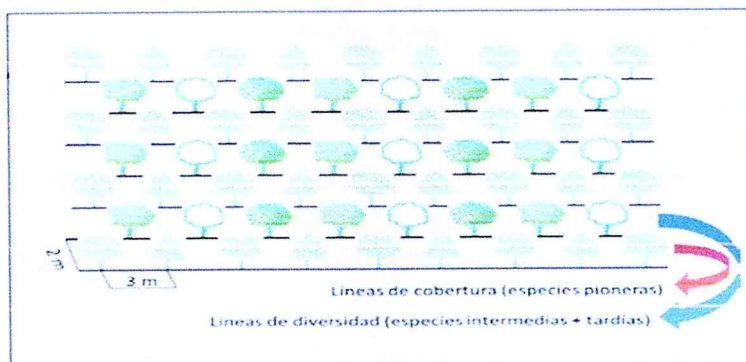 2 m
3 m
Líneas de cobertura (especies pioneras)
Líneas de diversidad (especies intermedias + tardías)